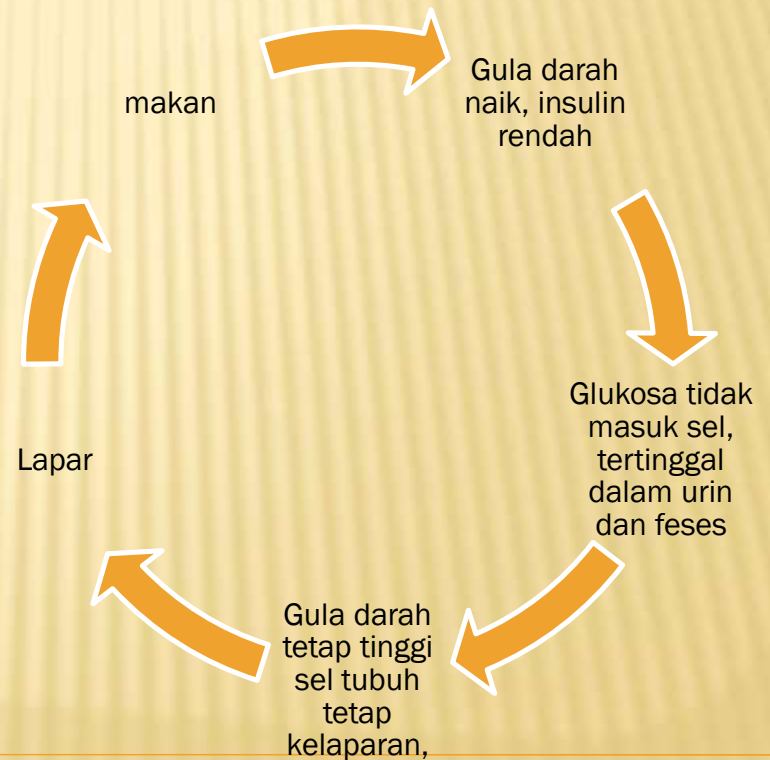 makan
Gula darah
naik, insulin
rendah
Glukosa tidak
masuk sel,
tertinggal
dalam urin
dan feses
Gula darah
tetap tinggi
sel tubuh
tetap
kelaparan,
Lapar